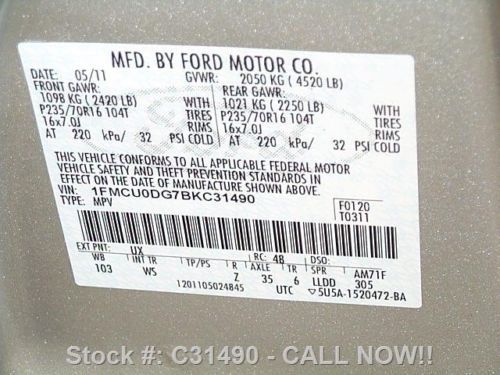 MFD. BY FORD MOTOR CO.
DATE: 05/11 GVWR: 2050 KG ( 4520 LB)
FRONT GAWR: REAR GAWR:
1098 KG ( 2420 LB) 1021 KG ( 2250 LB)
P235/70R16 104T TIRES P235/70R16 104T TIRES
16x7.0J RIMS 16x7.0J RIMS
AT 220 kPa/ 32 PSI COLD AT 220 kPa/ 32 PSI COLD
THIS VEHICLE CONFORMS TO ALL APPLICABLE FEDERAL MOTOR
VEHICLE SAFETY AND THEFT PREVENTION STANDARDS IN
EFFECT ON THE DATE OF MANUFACTURE SHOWN ABOVE.
VIN: 1FMCU0DG7BKC31490 F0120
TYPE: MPV T0311
EXT PNT: UX RC: 4B DSO:
WB INT TR TP/PS R AXLE TR SPR AM71F
103 WS Z 35 6 LLDD 305
1201105024845 UTC ▽5U5A-1520472-BA
Stock #: C31490 - CALL NOW!!